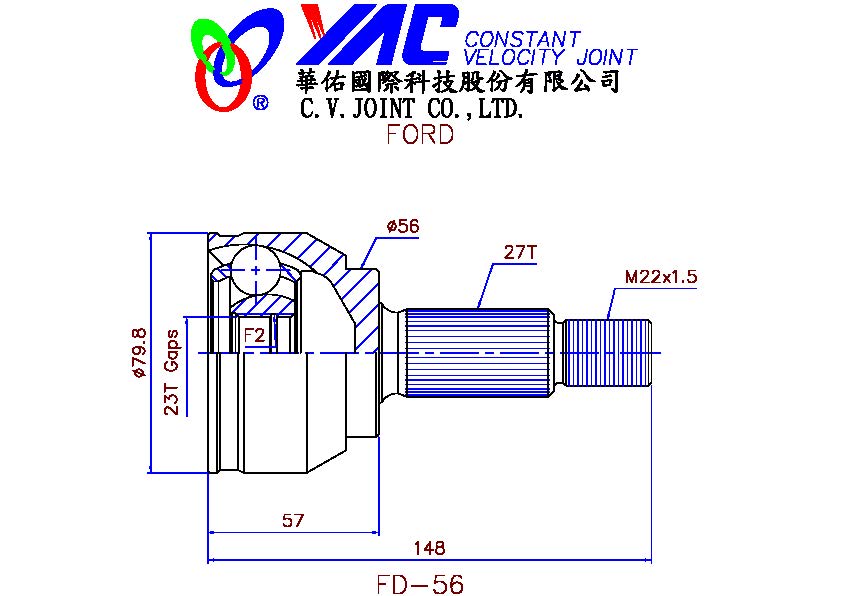 YAC CONSTANT
VELOCITY JOINT
®
華佑國際科技股份有限公司
C.V.JOINT CO.,LTD.
FORD
ø56
27T
M22x1.5
F2
ø79.8
23T Gaps
57
148
FD-56